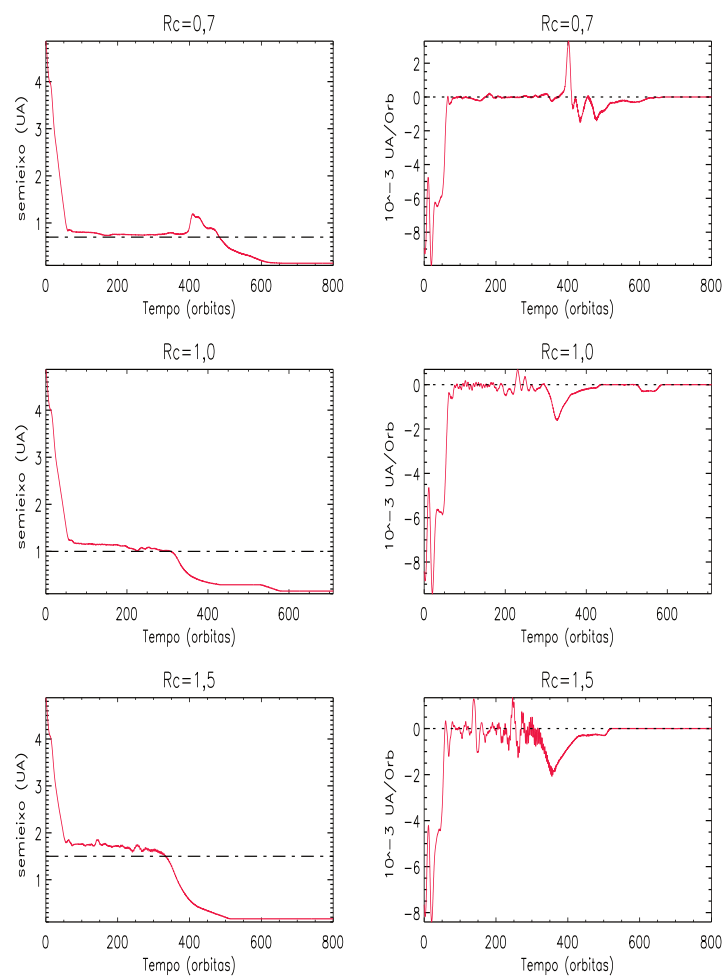 Rc=0,7
semieixo (UA)
4
3
2
1
0 200 400 600 800
Tempo (orbitas)
Rc=0,7
10^-3 UA/Orb
2
0
-2
-4
-6
-8
0 200 400 600 800
Tempo (orbitas)
Rc=1,0
semieixo (UA)
4
3
2
1
0 200 400 600
Tempo (orbitas)
Rc=1,0
10^-3 UA/Orb
0
-2
-4
-6
-8
0 200 400 600
Tempo (orbitas)
Rc=1,5
semieixo (UA)
4
3
2
1
0 200 400 600 800
Tempo (orbitas)
Rc=1,5
10^-3 UA/Orb
0
-2
-4
-6
-8
0 200 400 600 800
Tempo (orbitas)